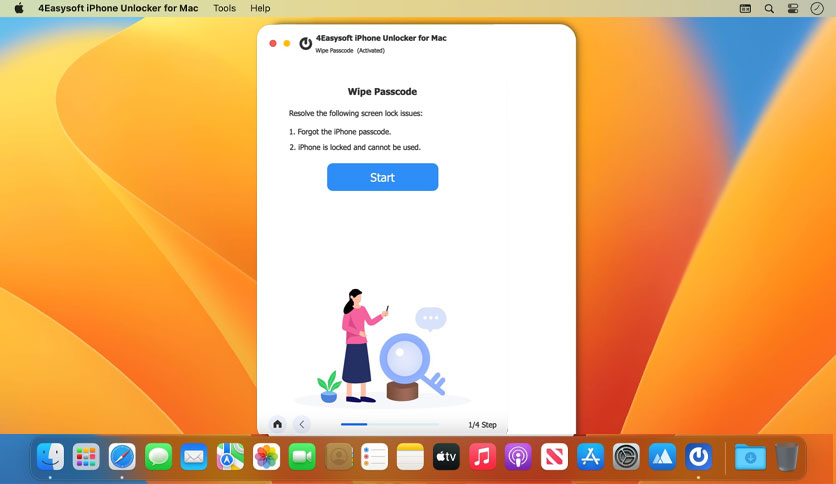 4Easysoft iPhone Unlocker for Mac Tools Help
4Easysoft iPhone Unlocker for Mac
Wipe Passcode (Activated)
Wipe Passcode
Resolve the following screen lock issues:
1. Forgot the iPhone passcode.
2. iPhone is locked and cannot be used.
Start
1/4 Step
tv